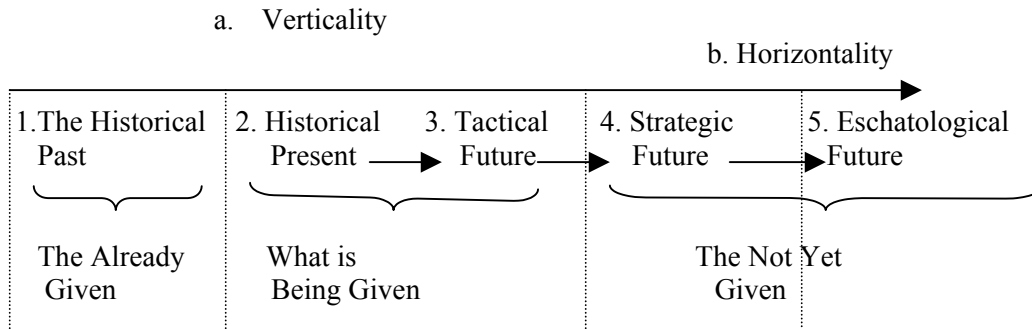 a. Verticality
b. Horizontality
1.The Historical Past
2. Historical Present
3. Tactical Future
4. Strategic Future
5. Eschatological Future
The Already Given
What is Being Given
The Not Yet Given